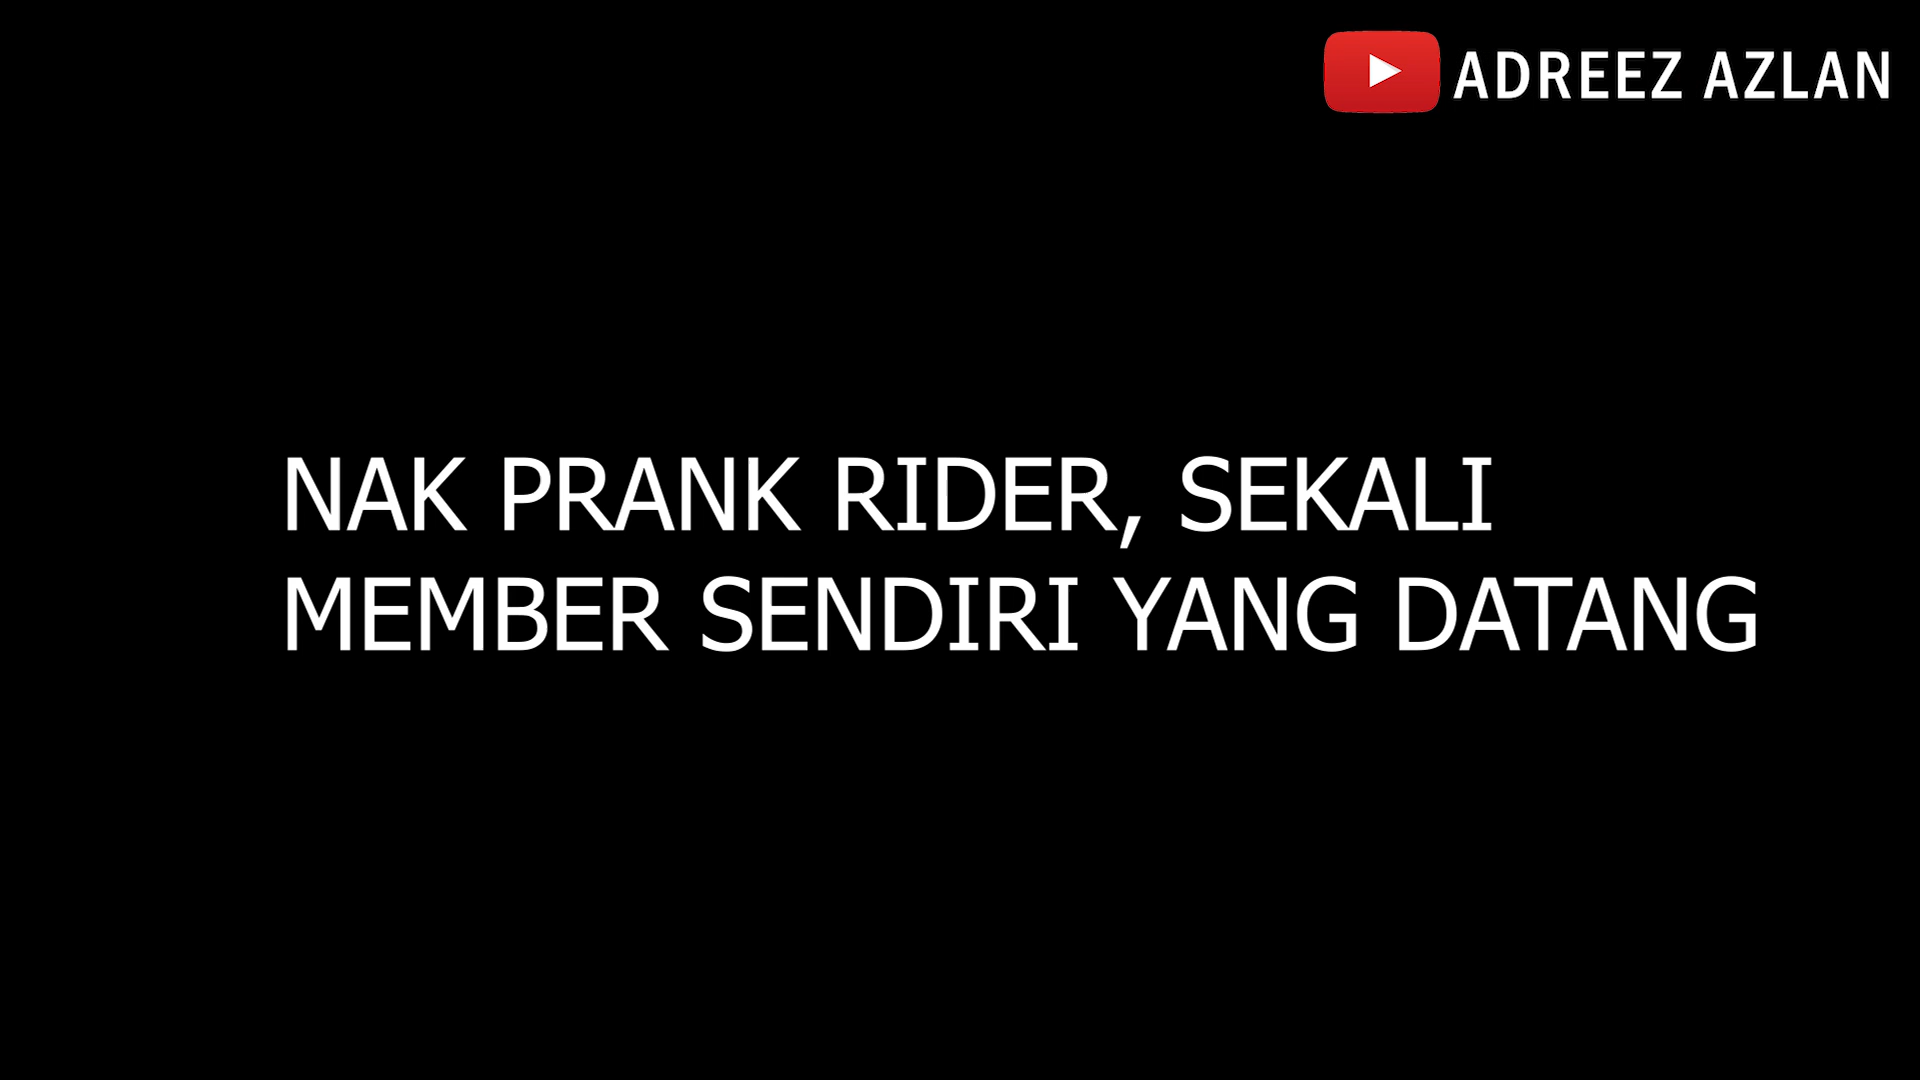 ADREEZ AZLAN
NAK PRANK RIDER, SEKALI
MEMBER SENDIRI YANG DATANG